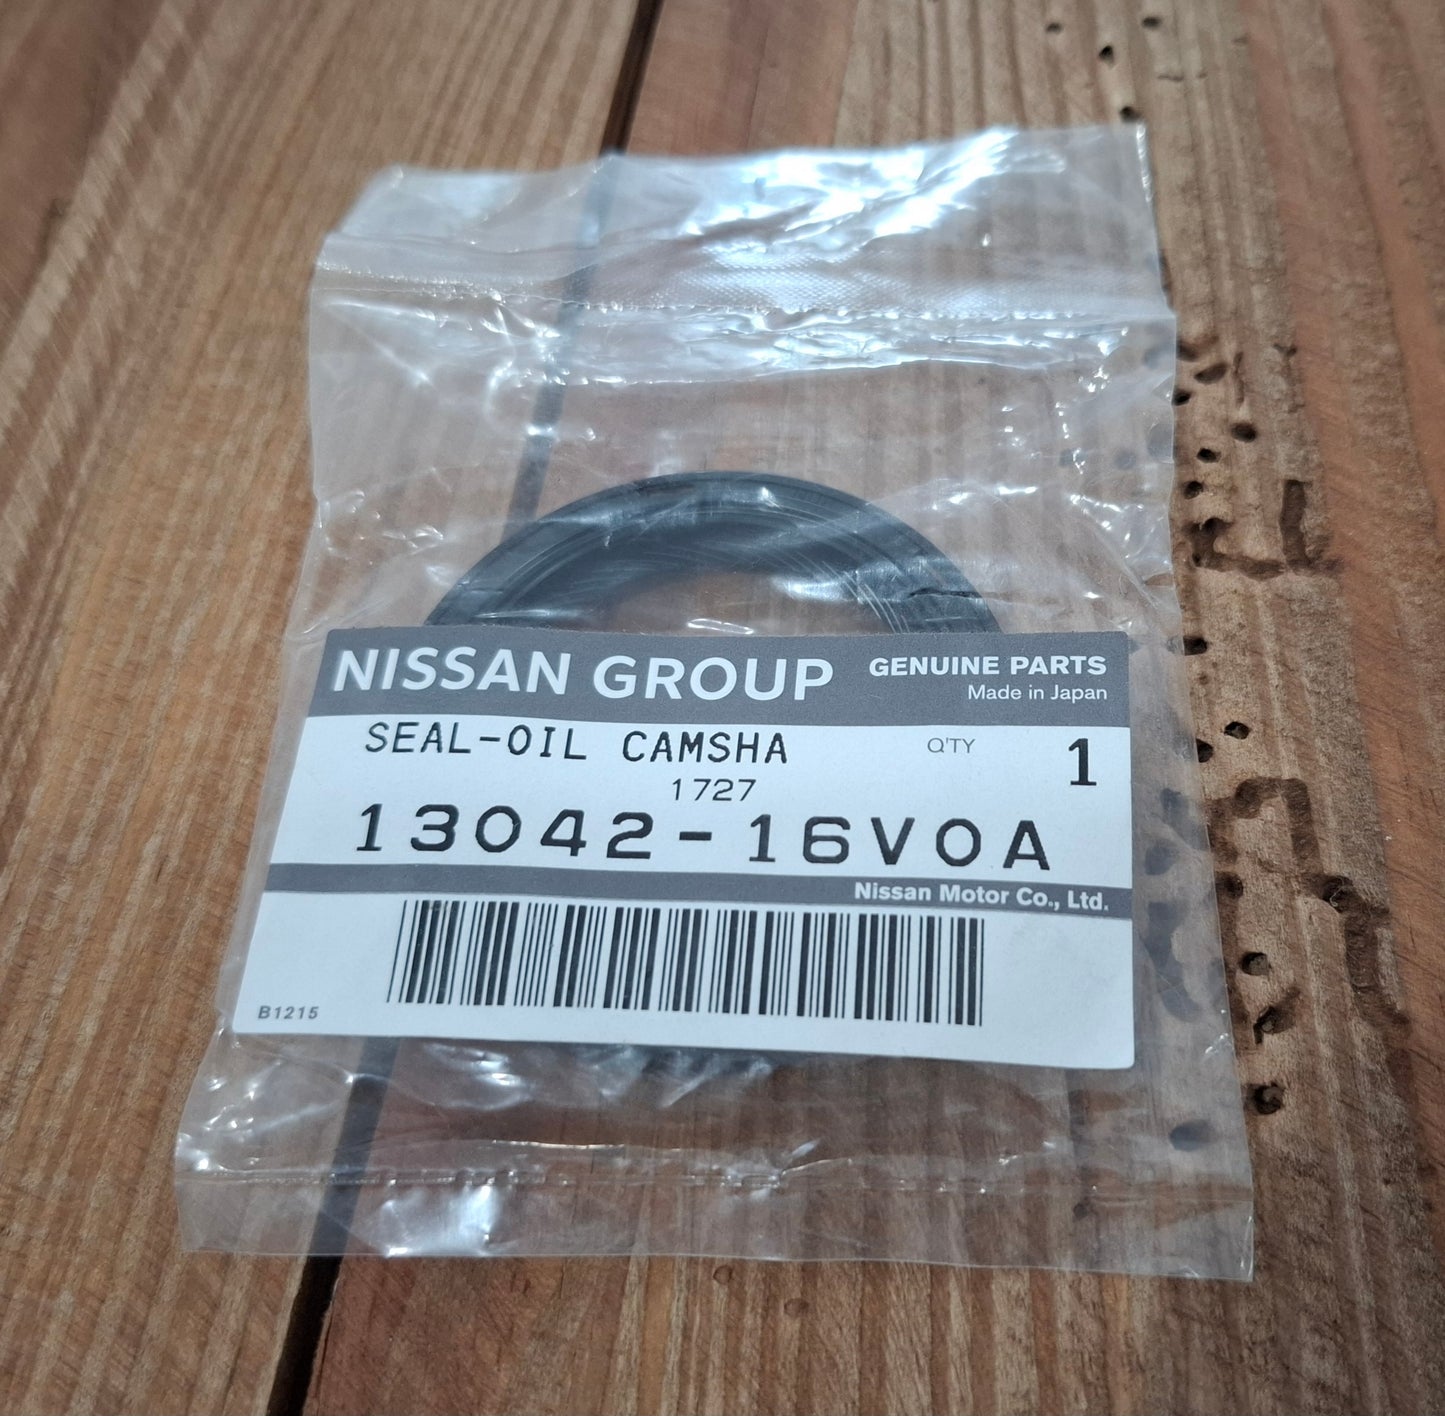 NISSAN GROUP GENUINE PARTS
Made in Japan
SEAL-OIL CAMSHA Q'TY 1
1727
13042-16V0A
Nissan Motor Co., Ltd.
B1215